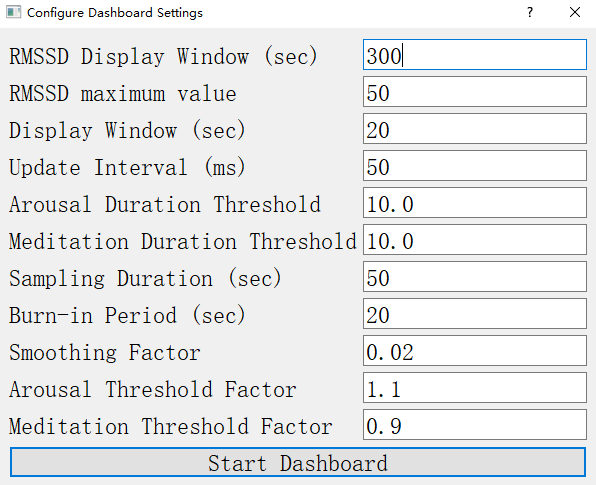 Configure Dashboard Settings
RMSSD Display Window (sec) 300
RMSSD maximum value 50
Display Window (sec) 20
Update Interval (ms) 50
Arousal Duration Threshold 10.0
Meditation Duration Threshold 10.0
Sampling Duration (sec) 50
Burn-in Period (sec) 20
Smoothing Factor 0.02
Arousal Threshold Factor 1.1
Meditation Threshold Factor 0.9
Start Dashboard